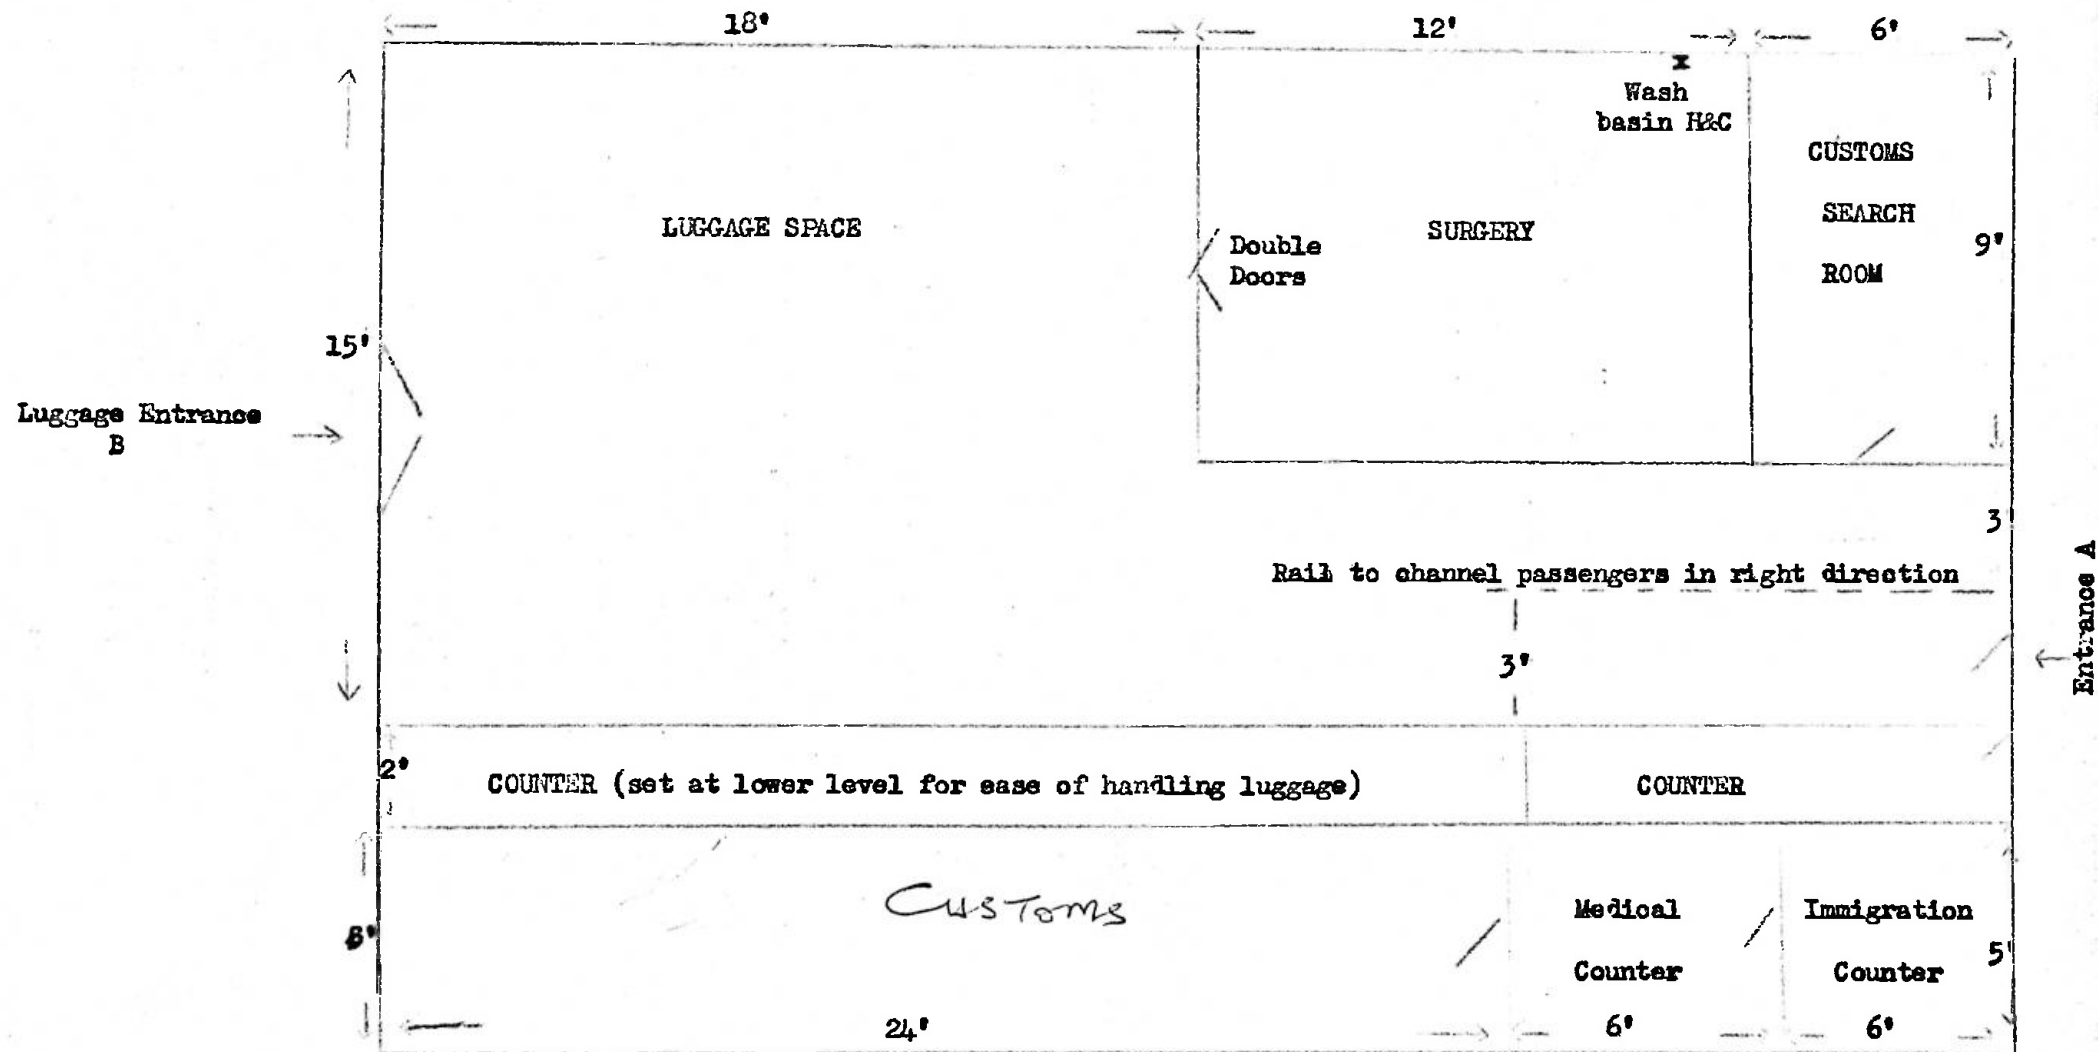 18' 12' 6'
x
Wash
basin H&C
CUSTOMS
SEARCH
ROOM
9'
LUGGAGE SPACE
SURGERY
Double
Doors
15'
Luggage Entrance
B
3'
Rail to channel passengers in right direction
Entrance A
3'
2'
COUNTER (set at lower level for ease of handling luggage)
COUNTER
Customs
Medical
Counter
Immigration
Counter
5'
24' 6' 6'